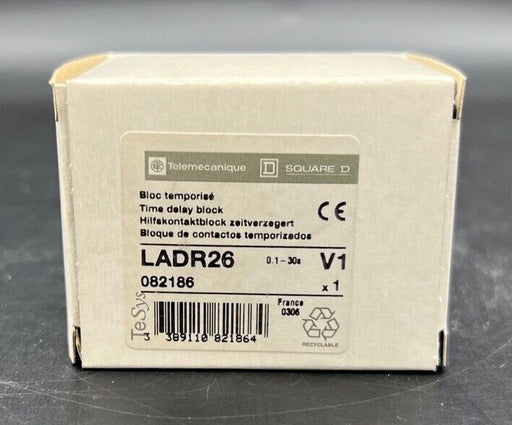 Telemecanique SQUARE D
Bloc temporisé
Time delay block
Hilfskontaktblock zeitverzegert
Bloque de contactos temporizados
CE
LADR26 0.1-30s V1
082186 x 1
TeSys
France
0306
3 389110 821864
RECYCLABLE